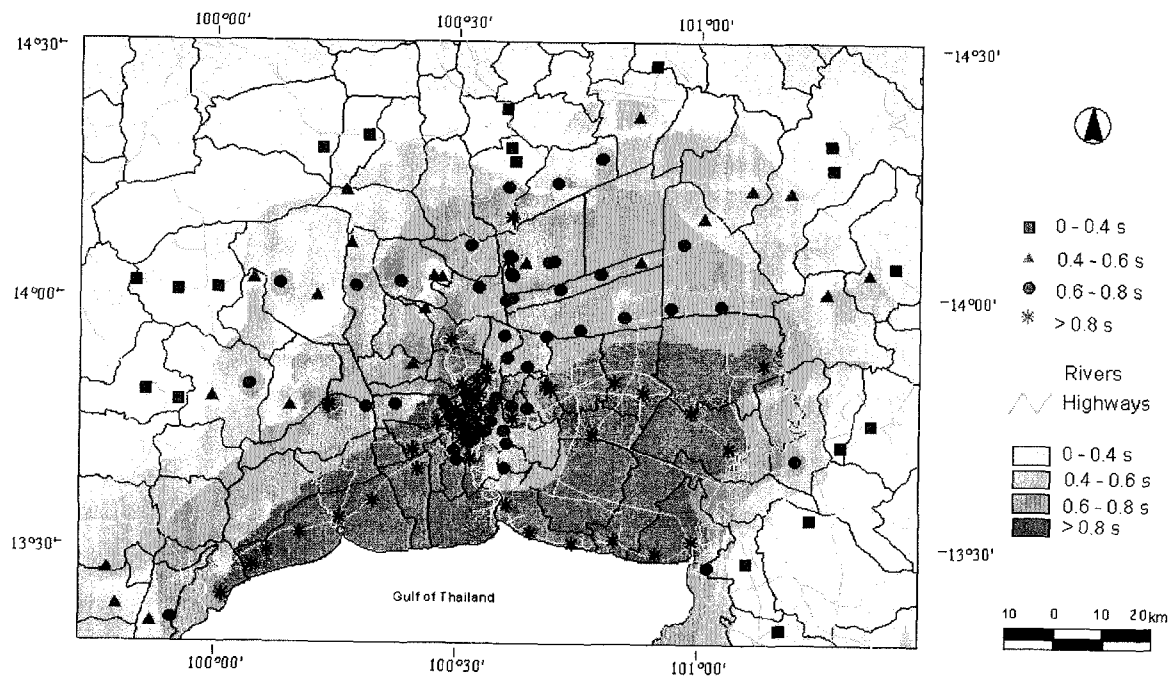 100°00' 100°30' 101°00'
14°30' 14°30'
0 - 0.4 s
0.4 - 0.6 s
0.6 - 0.8 s
> 0.8 s
14°00' 14°00'
Rivers
Highways
0 - 0.4 s
0.4 - 0.6 s
0.6 - 0.8 s
> 0.8 s
13°30' 13°30'
Gulf of Thailand
10 0 10 20 km
100°00' 100°30' 101°00'